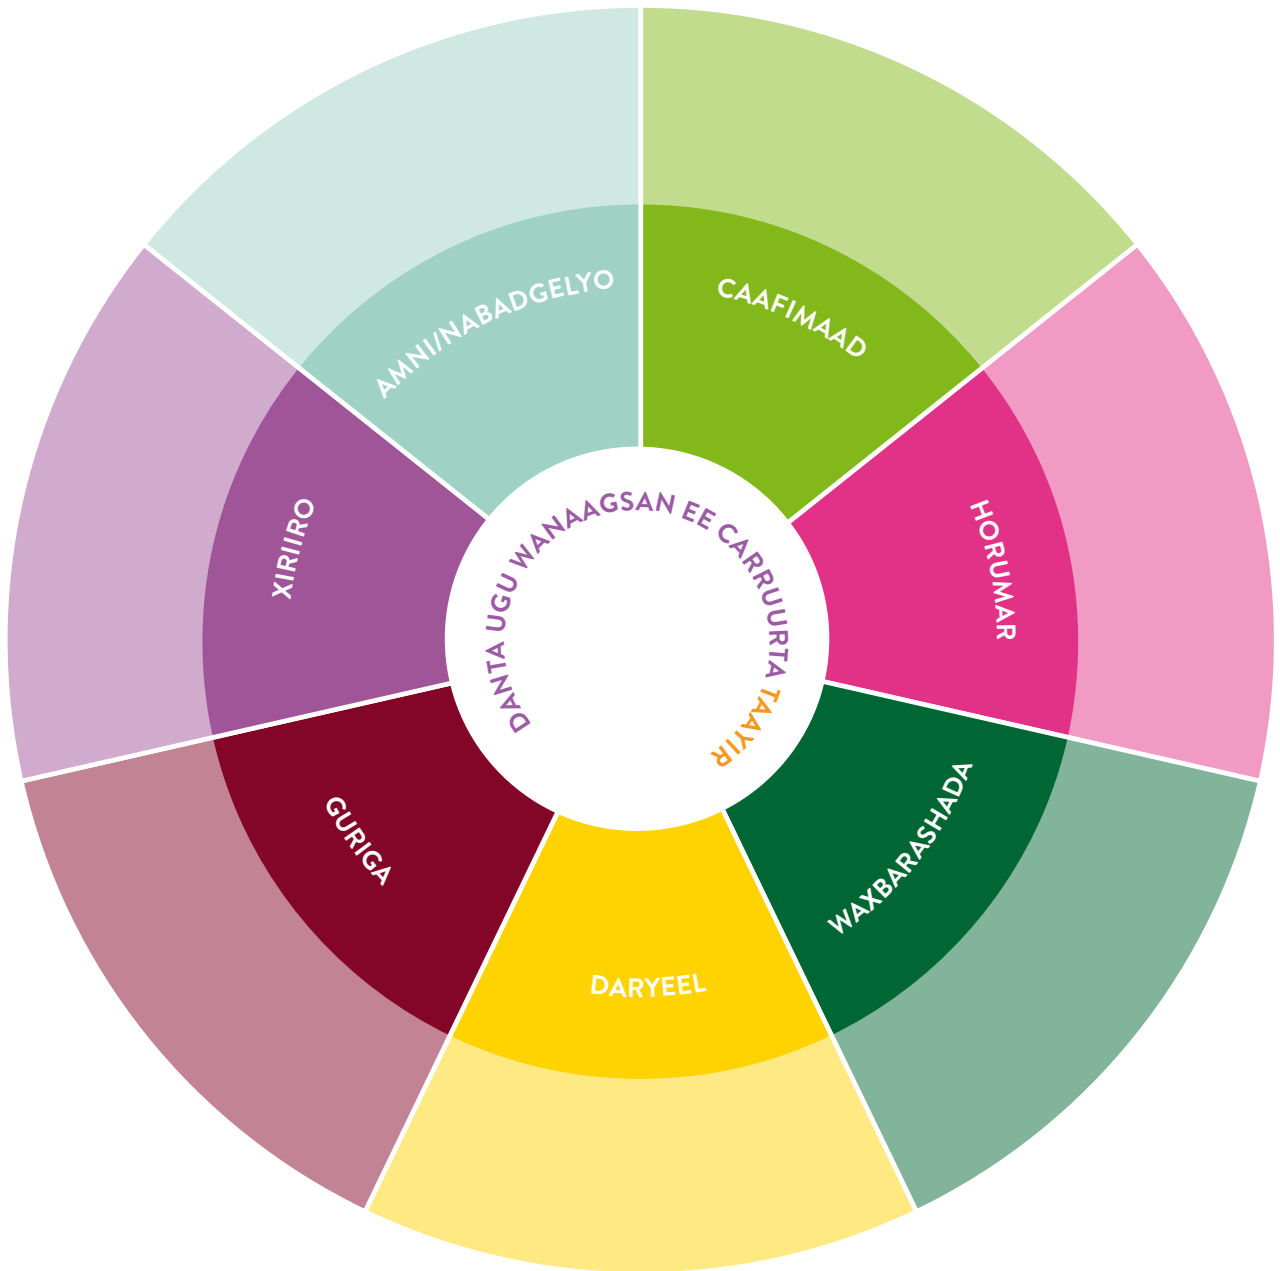 DANTA UGU WANAAGSAN EE CARRUURTA TAAYIR
CAAFIMAAD
HORUMAR
WAXBARASHADA
DARYEEL
GURIGA
XIRIIRO
AMNI/NABADGELYO